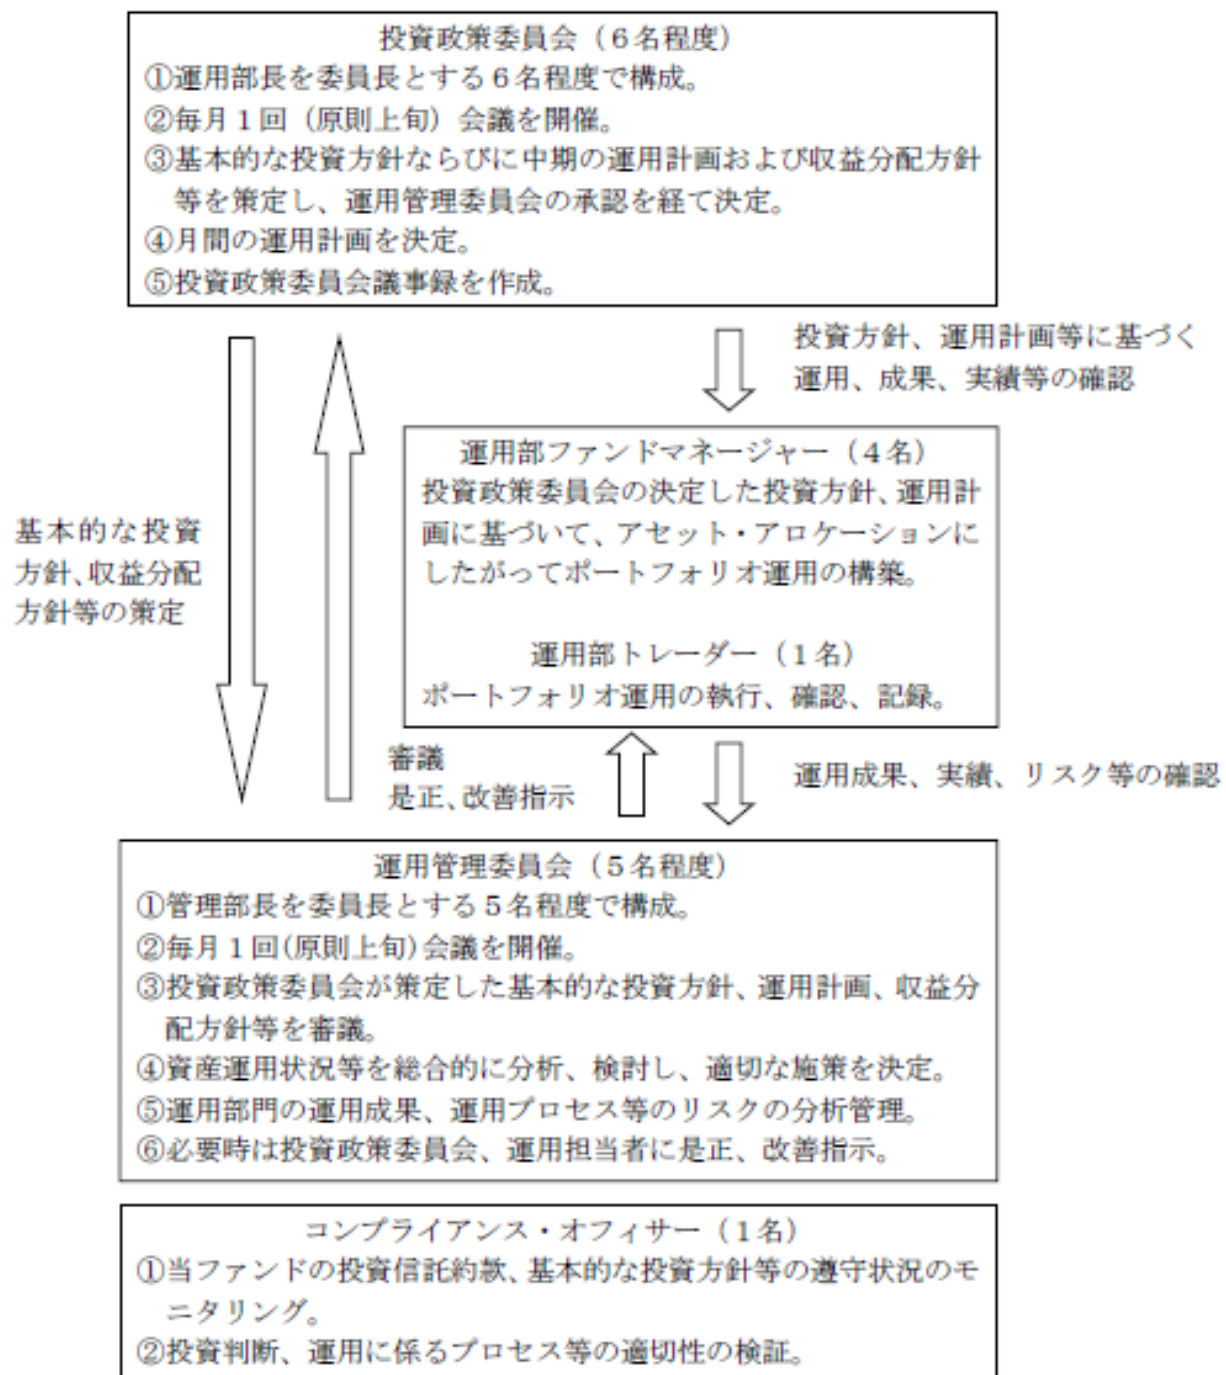 投資政策委員会（６名程度）
①運用部長を委員長とする６名程度で構成。
②毎月１回（原則上旬）会議を開催。
③基本的な投資方針ならびに中期の運用計画および収益分配方針
等を策定し、運用管理委員会の承認を経て決定。
④月間の運用計画を決定。
⑤投資政策委員会議事録を作成。
投資方針、運用計画等に基づく
運用、成果、実績等の確認
運用部ファンドマネージャー（４名）
投資政策委員会の決定した投資方針、運用計
画に基づいて、アセット・アロケーションに
したがってポートフォリオ運用の構築。
運用部トレーダー（１名）
ポートフォリオ運用の執行、確認、記録。
基本的な投資
方針、収益分配
方針等の策定
審議
是正、改善指示
運用成果、実績、リスク等の確認
運用管理委員会（５名程度）
①管理部長を委員長とする５名程度で構成。
②毎月１回(原則上旬)会議を開催。
③投資政策委員会が策定した基本的な投資方針、運用計画、収益分
配方針等を審議。
④資産運用状況等を総合的に分析、検討し、適切な施策を決定。
⑤運用部門の運用成果、運用プロセス等のリスクの分析管理。
⑥必要時は投資政策委員会、運用担当者に是正、改善指示。
コンプライアンス・オフィサー（１名）
①当ファンドの投資信託約款、基本的な投資方針等の遵守状況のモ
ニタリング。
②投資判断、運用に係るプロセス等の適切性の検証。